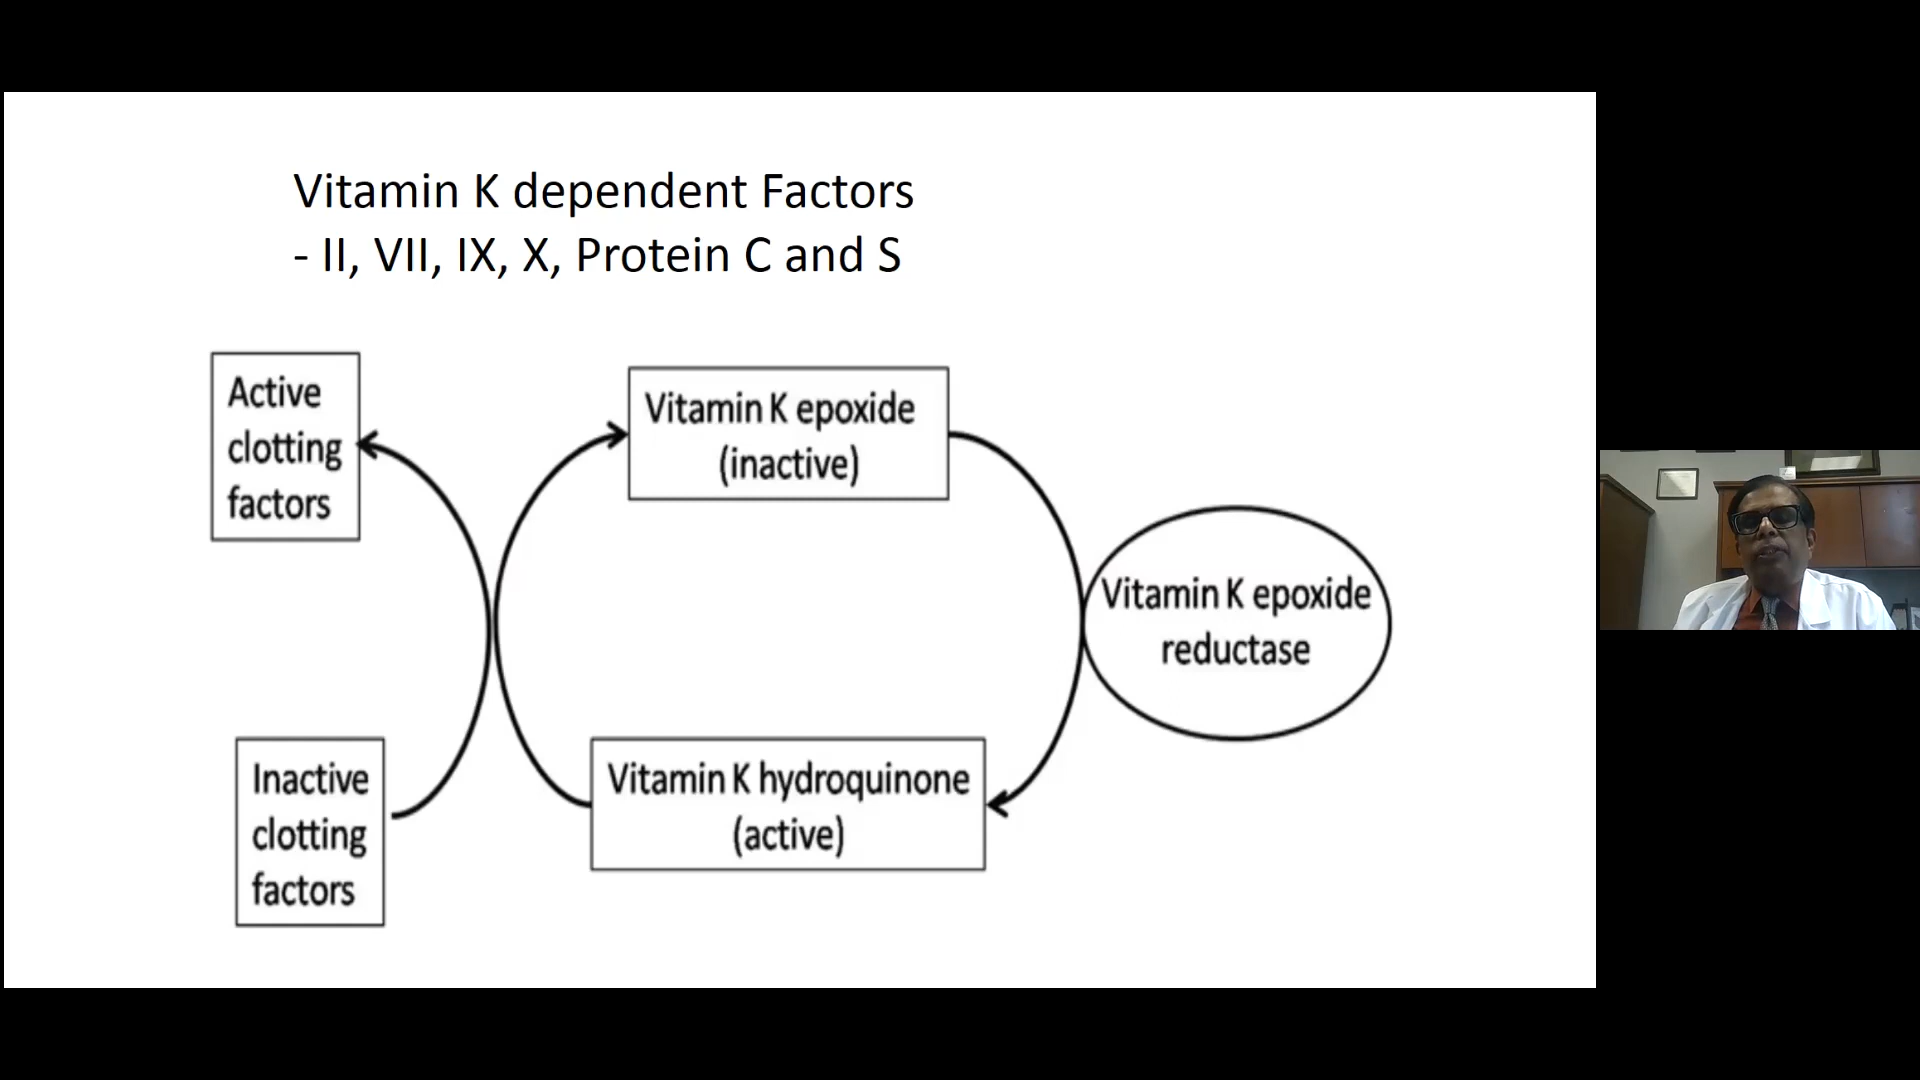 Vitamin K dependent Factors
- II, VII, IX, X, Protein C and S
Active
clotting
factors
Vitamin K epoxide
(inactive)
Vitamin K epoxide
reductase
Inactive
clotting
factors
Vitamin K hydroquinone
(active)